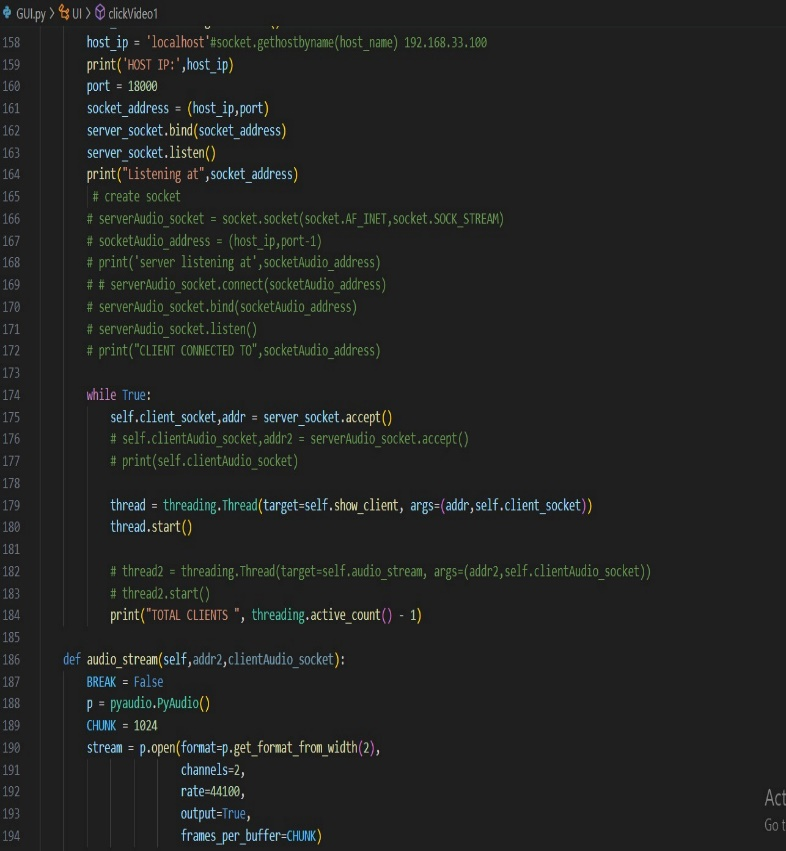 GUI.py > UI > clickVideo1
158 host_ip = 'localhost'#socket.gethostbyname(host_name) 192.168.33.100
159 print('HOST IP:',host_ip)
160 port = 18000
161 socket_address = (host_ip,port)
162 server_socket.bind(socket_address)
163 server_socket.listen()
164 print("Listening at",socket_address)
165 # create socket
166 # serverAudio_socket = socket.socket(socket.AF_INET,socket.SOCK_STREAM)
167 # socketAudio_address = (host_ip,port-1)
168 # print('server listening at',socketAudio_address)
169 # # serverAudio_socket.connect(socketAudio_address)
170 # serverAudio_socket.bind(socketAudio_address)
171 # serverAudio_socket.listen()
172 # print("CLIENT CONNECTED TO",socketAudio_address)
173
174 while True:
175 self.client_socket,addr = server_socket.accept()
176 # self.clientAudio_socket,addr2 = serverAudio_socket.accept()
177 # print(self.clientAudio_socket)
178
179 thread = threading.Thread(target=self.show_client, args=(addr,self.client_socket))
180 thread.start()
181
182 # thread2 = threading.Thread(target=self.audio_stream, args=(addr2,self.clientAudio_socket))
183 # thread2.start()
184 print("TOTAL CLIENTS ", threading.active_count() - 1)
185
186 def audio_stream(self,addr2,clientAudio_socket):
187 BREAK = False
188 p = pyaudio.PyAudio()
189 CHUNK = 1024
190 stream = p.open(format=p.get_format_from_width(2),
191 channels=2,
192 rate=44100,
193 output=True,
194 frames_per_buffer=CHUNK)
Act
Go t